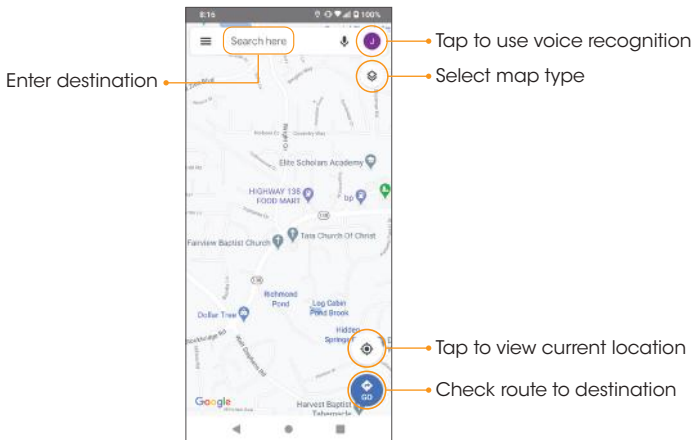 8:16
100%
Search here
J
Tap to use voice recognition
Enter destination
Select map type
Elite Scholars Academy
HIGHWAY 138
FOOD MART
bp
138
Fairview Baptist Church
Tara Church Of Christ
138
Richmond
Pond
Log Cabin
Pond Brook
Dollar Tree
Hidden
Springs
Tap to view current location
Check route to destination
GO
Google
Harvest Baptist
Tabernacle